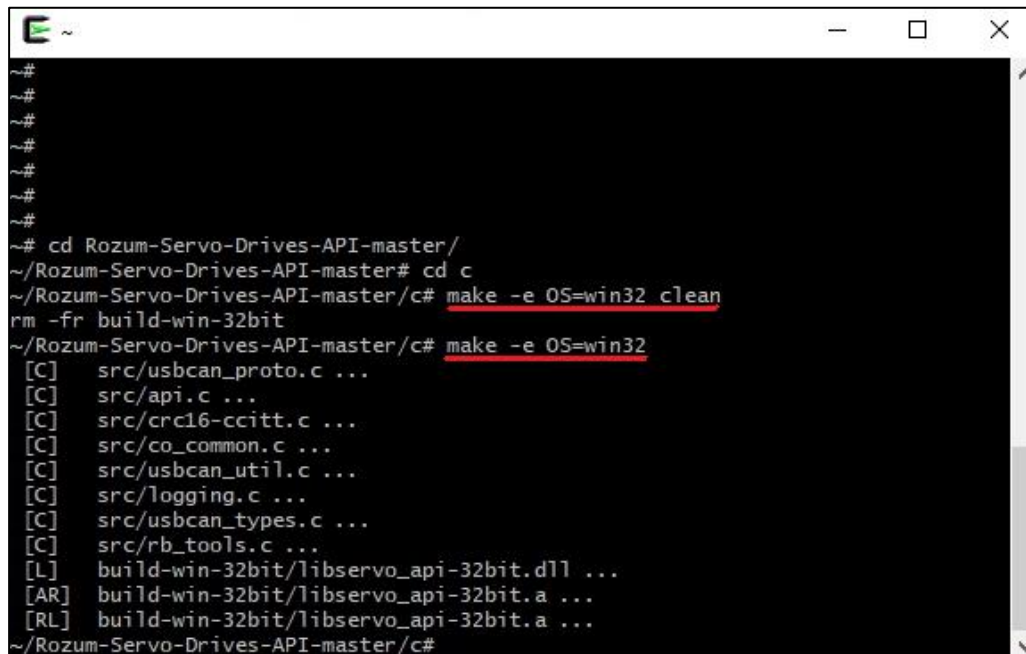 ~
~#
~#
~#
~#
~#
~#
~#
~# cd Rozum-Servo-Drives-API-master/
~/Rozum-Servo-Drives-API-master# cd c
~/Rozum-Servo-Drives-API-master/c# make -e OS=win32 clean
rm -fr build-win-32bit
~/Rozum-Servo-Drives-API-master/c# make -e OS=win32
[C] src/usbcan_proto.c ...
[C] src/api.c ...
[C] src/crc16-ccitt.c ...
[C] src/co_common.c ...
[C] src/usbcan_util.c ...
[C] src/logging.c ...
[C] src/usbcan_types.c ...
[C] src/rb_tools.c ...
[L] build-win-32bit/libservo_api-32bit.dll ...
[AR] build-win-32bit/libservo_api-32bit.a ...
[RL] build-win-32bit/libservo_api-32bit.a ...
~/Rozum-Servo-Drives-API-master/c#